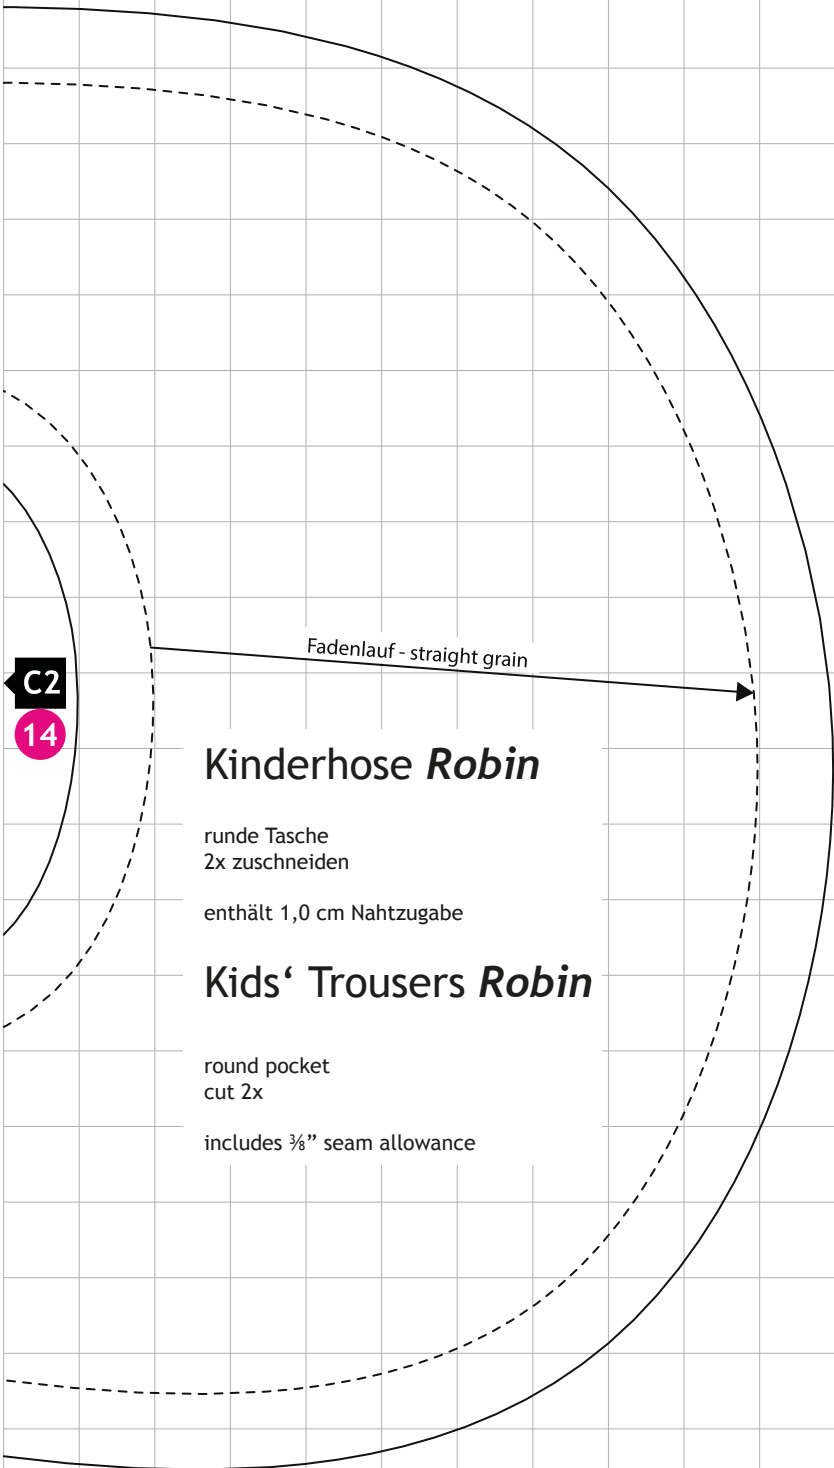 Fadenlauf - straight grain
C2
14
Kinderhose Robin
runde Tasche
2x zuschneiden
enthält 1,0 cm Nahtzugabe
Kids‘ Trousers Robin
round pocket
cut 2x
includes ⅜” seam allowance